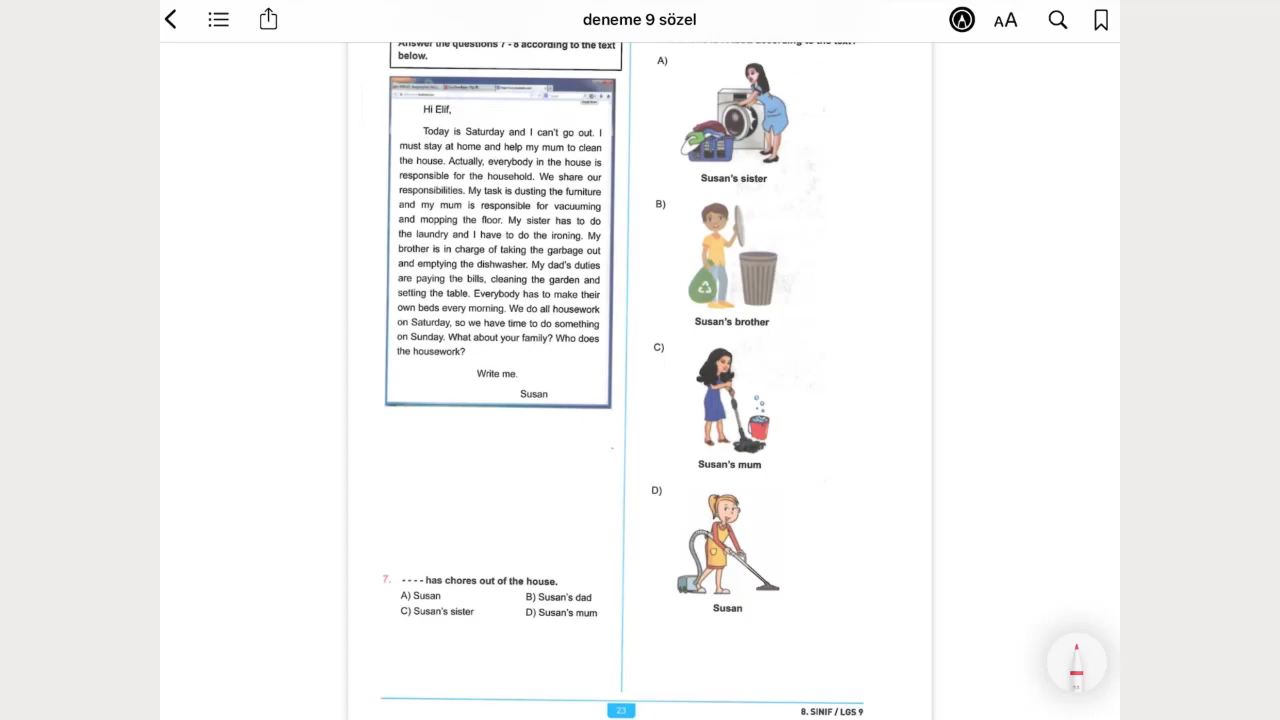 deneme 9 sözel
AA
Answer the questions 7 - 8 according to the text
below.
Hi Elif,
Today is Saturday and I can't go out. I
must stay at home and help my mum to clean
the house. Actually, everybody in the house is
responsible for the household. We share our
responsibilities. My task is dusting the furniture
and my mum is responsible for vacuuming
and mopping the floor. My sister has to do
the laundry and I have to do the ironing. My
brother is in charge of taking the garbage out
and emptying the dishwasher. My dad's duties
are paying the bills, cleaning the garden and
setting the table. Everybody has to make their
own beds every morning. We do all housework
on Saturday, so we have time to do something
on Sunday. What about your family? Who does
the housework?
Write me.
Susan
7. ---- has chores out of the house.
A) Susan B) Susan's dad
C) Susan's sister D) Susan's mum
according to the text?
A)
Susan's sister
B)
Susan's brother
C)
Susan's mum
D)
Susan
23
8. SINIF / LGS 9